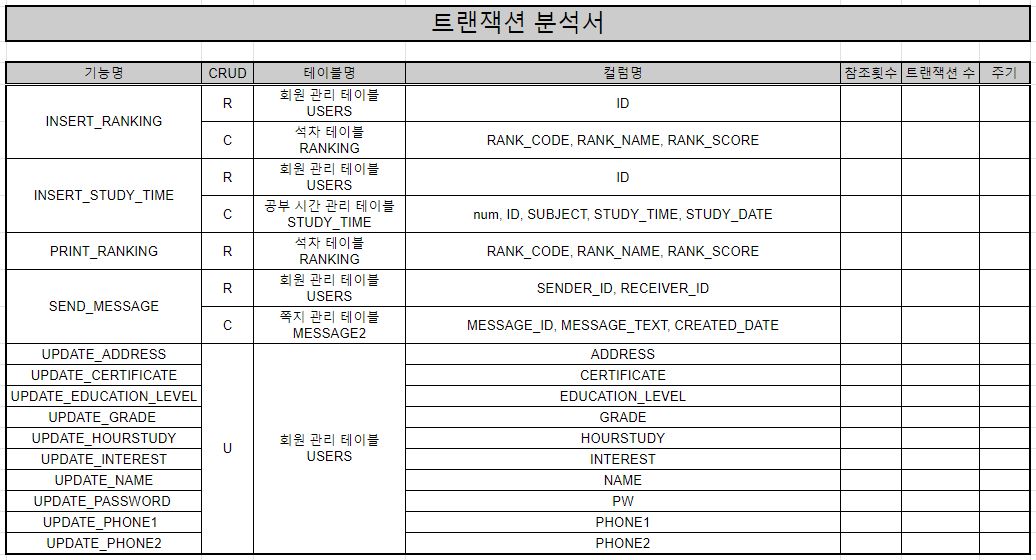 트랜잭션 분석서
기능명 CRUD 테이블명 컬럼명 참조횟수 트랜잭션 수 주기
INSERT_RANKING
R 회원 관리 테이블
USERS
ID
C 석차 테이블
RANKING
RANK_CODE, RANK_NAME, RANK_SCORE
INSERT_STUDY_TIME
R 회원 관리 테이블
USERS
ID
C 공부 시간 관리 테이블
STUDY_TIME
num, ID, SUBJECT, STUDY_TIME, STUDY_DATE
PRINT_RANKING
R 석차 테이블
RANKING
RANK_CODE, RANK_NAME, RANK_SCORE
SEND_MESSAGE
R 회원 관리 테이블
USERS
SENDER_ID, RECEIVER_ID
C 쪽지 관리 테이블
MESSAGE2
MESSAGE_ID, MESSAGE_TEXT, CREATED_DATE
UPDATE_ADDRESS ADDRESS
UPDATE_CERTIFICATE CERTIFICATE
UPDATE_EDUCATION_LEVEL EDUCATION_LEVEL
UPDATE_GRADE GRADE
UPDATE_HOURSTUDY HOURSTUDY
U 회원 관리 테이블
USERS
UPDATE_INTEREST INTEREST
UPDATE_NAME NAME
UPDATE_PASSWORD PW
UPDATE_PHONE1 PHONE1
UPDATE_PHONE2 PHONE2